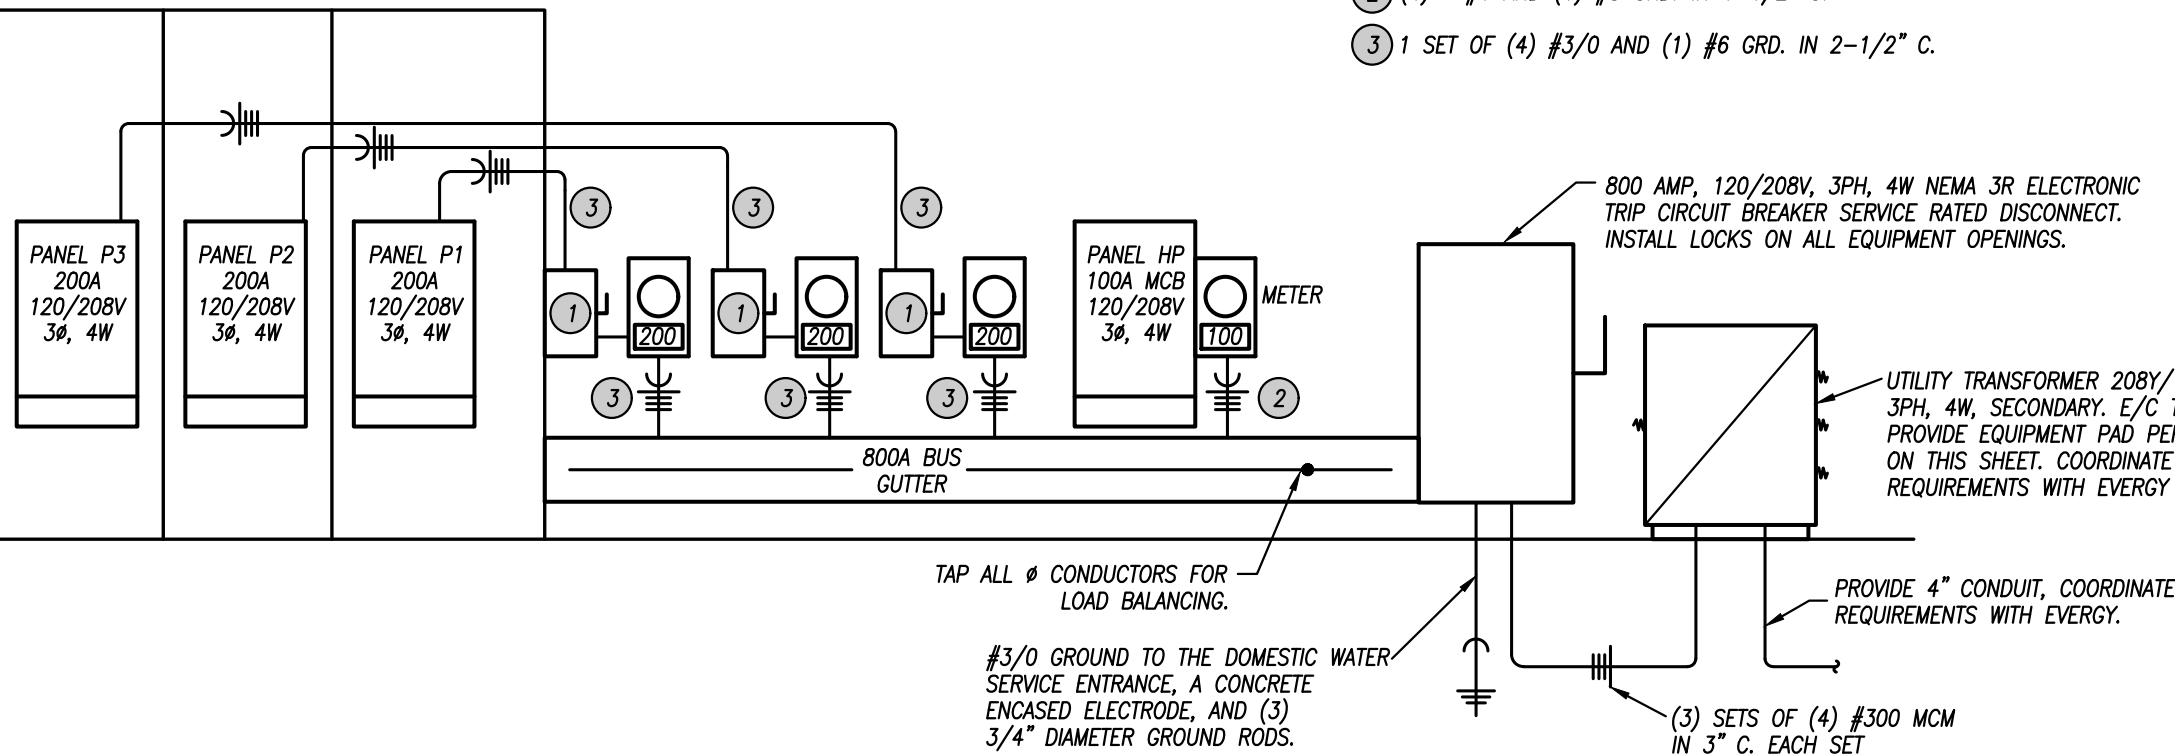 3 1 SET OF (4) #3/0 AND (1) #6 GRD. IN 2-1/2" C.
3
3
3
800 AMP, 120/208V, 3PH, 4W NEMA 3R ELECTRONIC
TRIP CIRCUIT BREAKER SERVICE RATED DISCONNECT.
INSTALL LOCKS ON ALL EQUIPMENT OPENINGS.
PANEL P3
200A
120/208V
3ø, 4W
PANEL P2
200A
120/208V
3ø, 4W
PANEL P1
200A
120/208V
3ø, 4W
1
200
1
200
1
200
PANEL HP
100A MCB
120/208V
3ø, 4W
100
METER
3
3
3
2
UTILITY TRANSFORMER 208Y/
3PH, 4W, SECONDARY. E/C
PROVIDE EQUIPMENT PAD
ON THIS SHEET. COORDINATE
REQUIREMENTS WITH EVERGY
800A BUS
GUTTER
TAP ALL ø CONDUCTORS FOR
LOAD BALANCING.
PROVIDE 4" CONDUIT, COORDINATE
REQUIREMENTS WITH EVERGY.
#3/0 GROUND TO THE DOMESTIC WATER
SERVICE ENTRANCE, A CONCRETE
ENCASED ELECTRODE, AND (3)
3/4" DIAMETER GROUND RODS.
(3) SETS OF (4) #300 MCM
IN 3" C. EACH SET